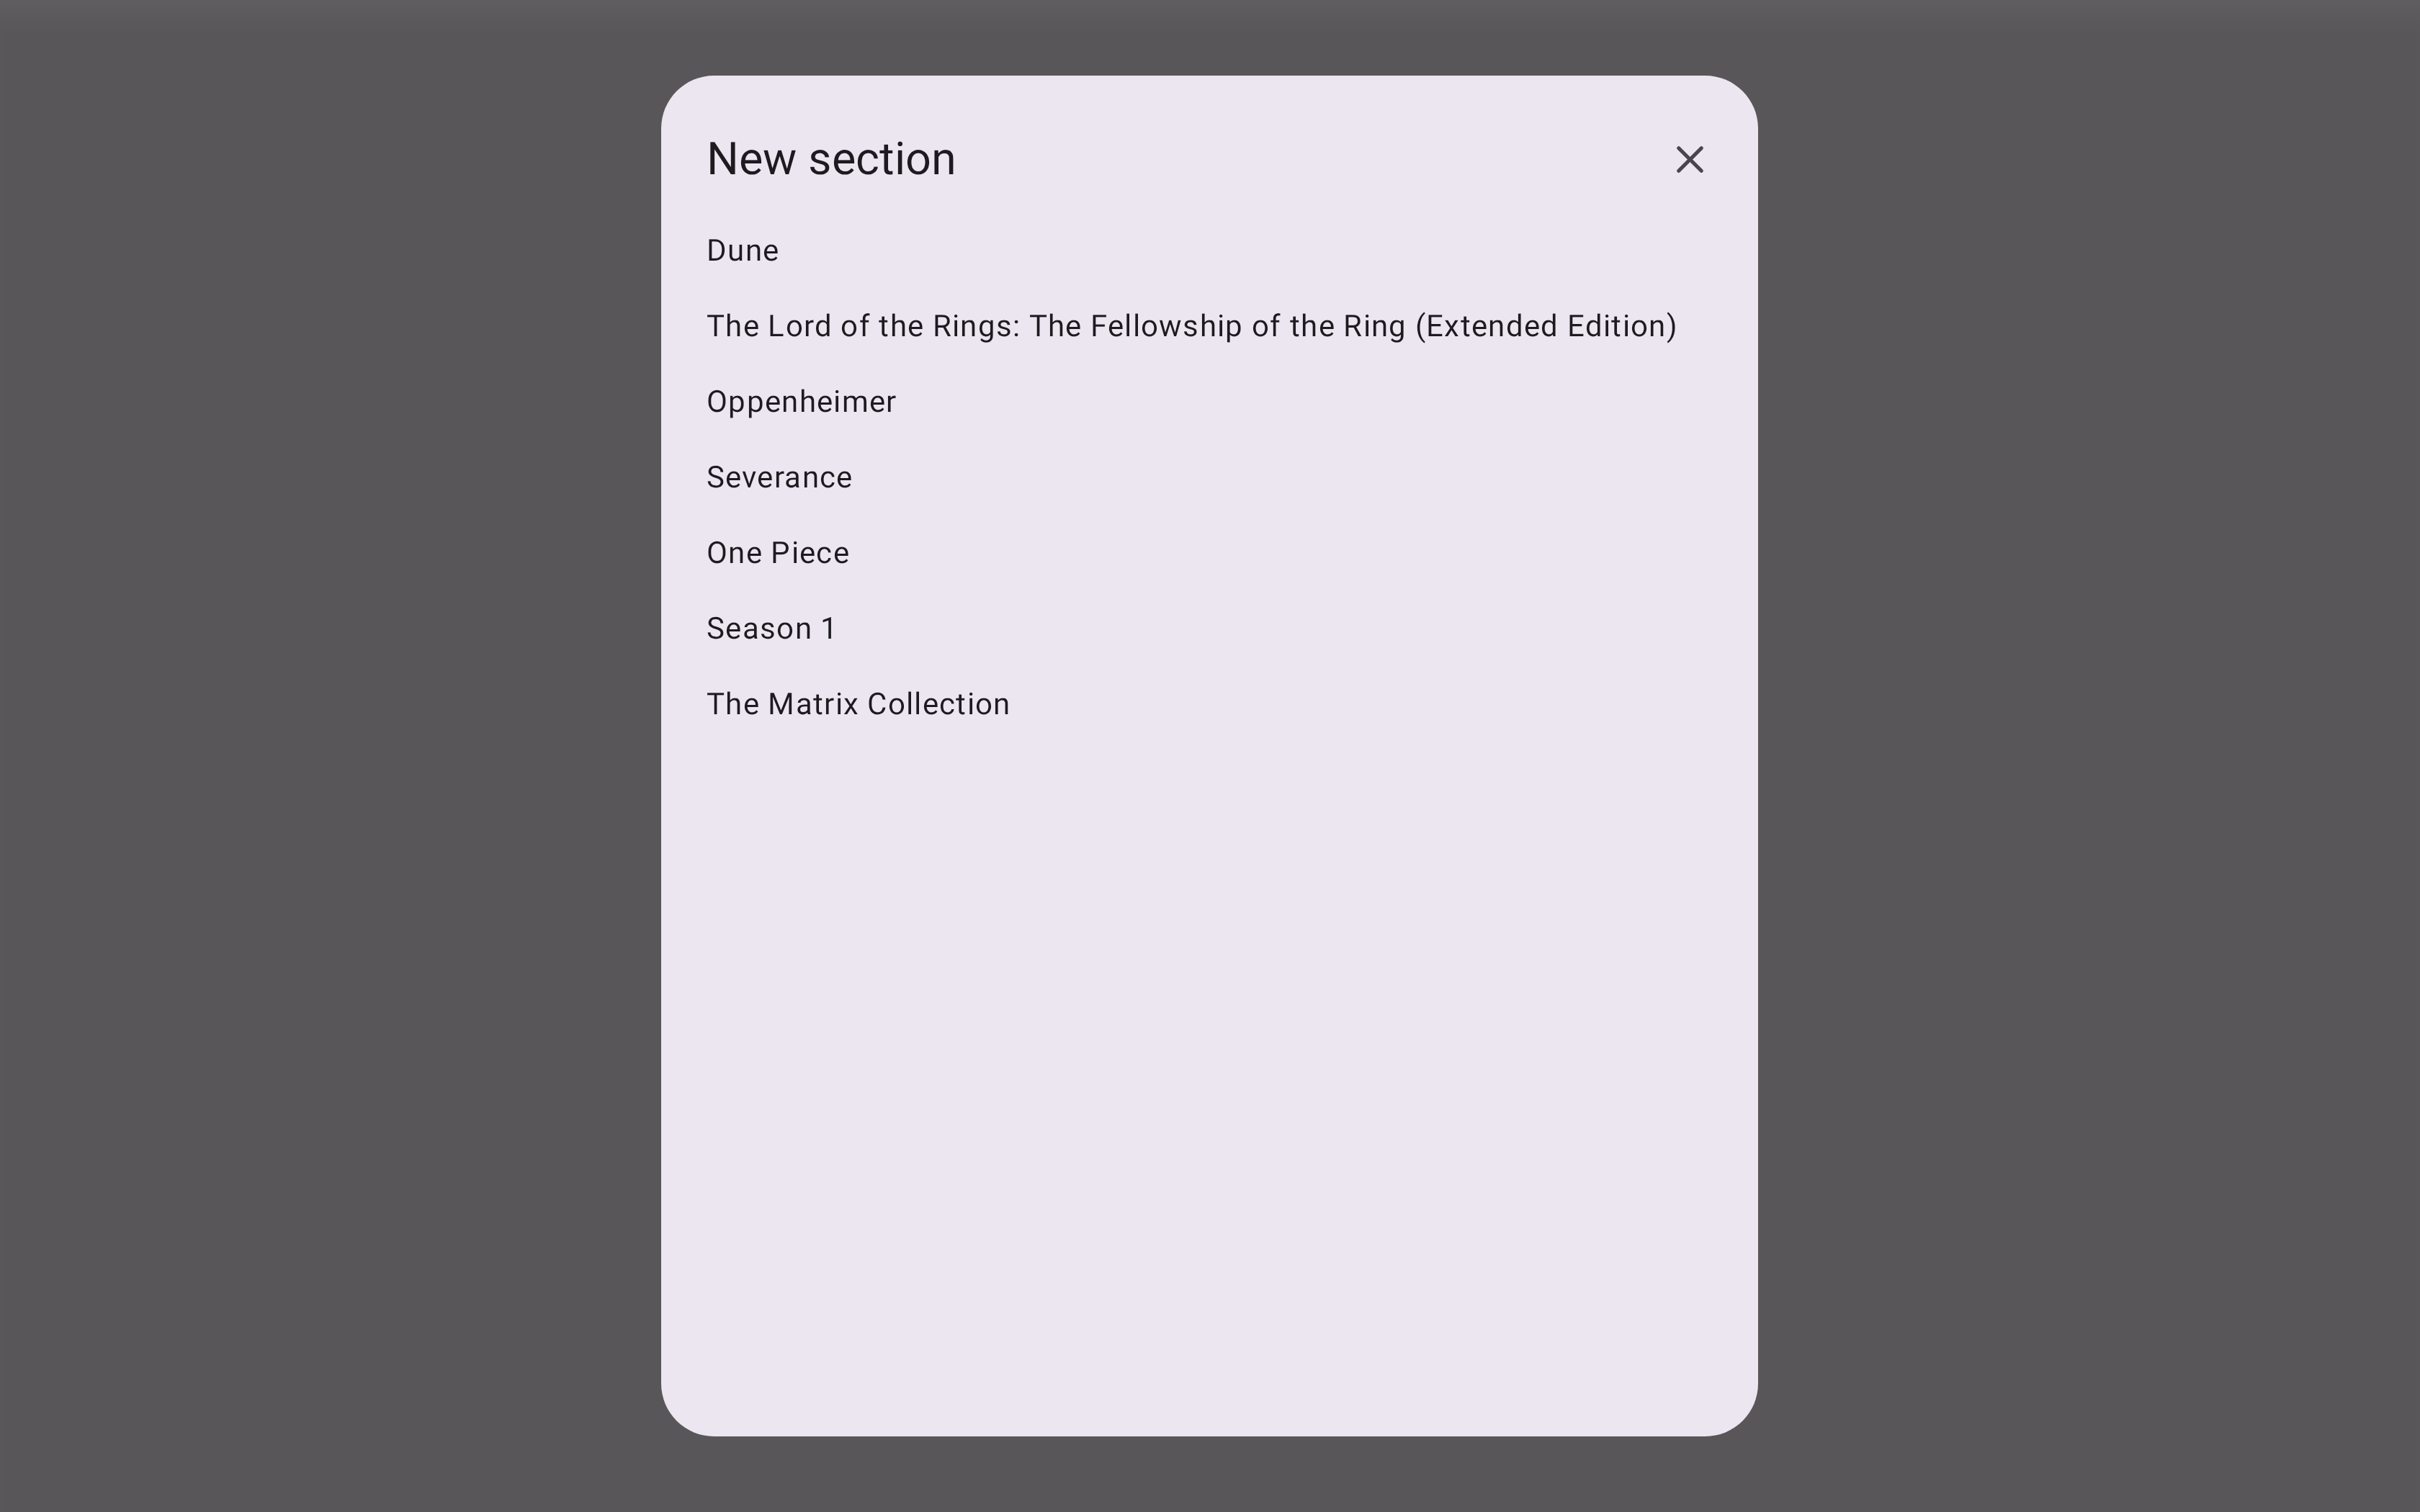 New section
Dune
The Lord of the Rings: The Fellowship of the Ring (Extended Edition)
Oppenheimer
Severance
One Piece
Season 1
The Matrix Collection